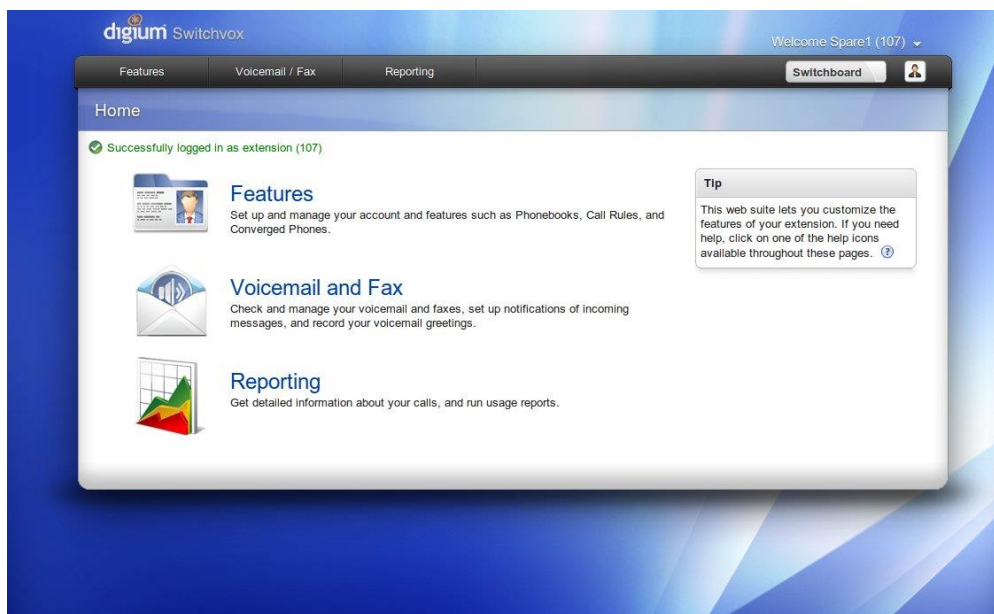 digium Switchvox
Welcome Spare1 (107)
Features Voicemail / Fax Reporting Switchboard
Home
Successfully logged in as extension (107)
Features
Set up and manage your account and features such as Phonebooks, Call Rules, and
Converged Phones.
Tip
This web suite lets you customize the
features of your extension. If you need
help, click on one of the help icons
available throughout these pages. ?
Voicemail and Fax
Check and manage your voicemail and faxes, set up notifications of incoming
messages, and record your voicemail greetings.
Reporting
Get detailed information about your calls, and run usage reports.